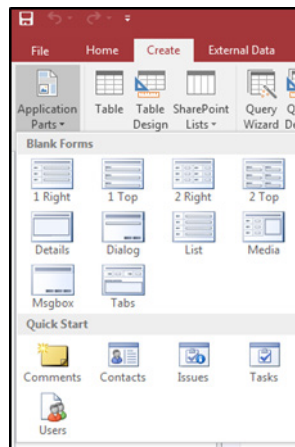 File Home Create External Data
Application Parts Table Table Design SharePoint Lists Query Wizard
Blank Forms
1 Right 1 Top 2 Right 2 Top
Details Dialog List Media
Msgbox Tabs
Quick Start
Comments Contacts Issues Tasks
Users